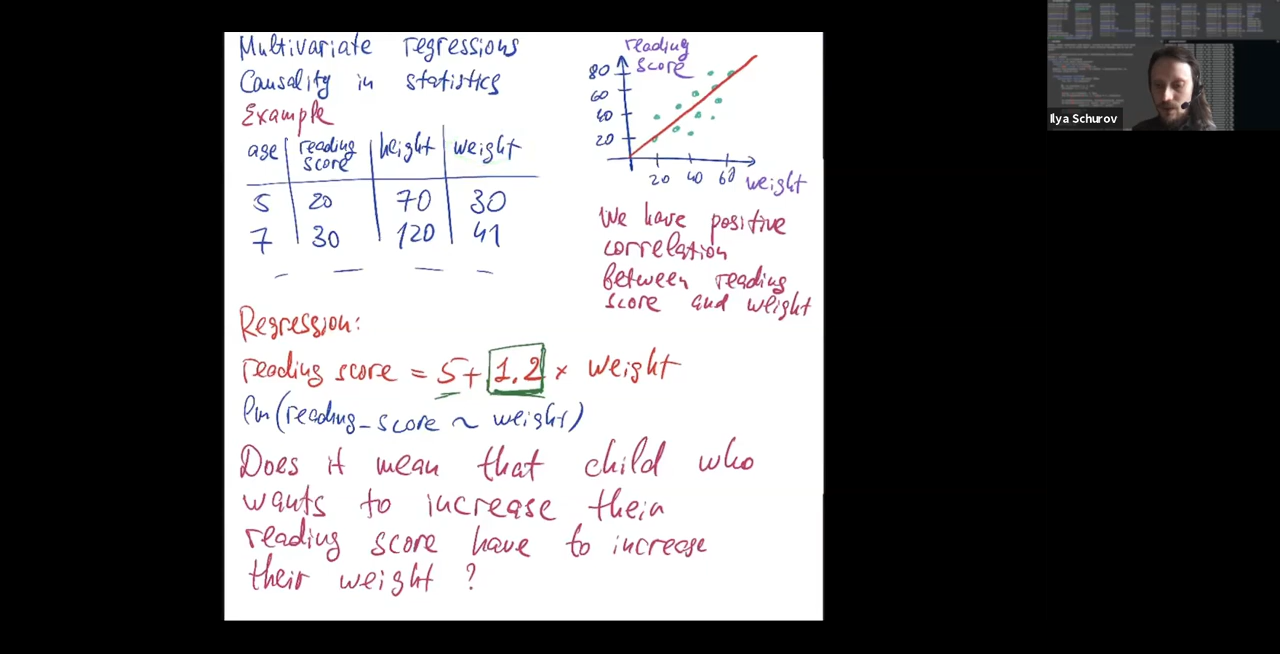 Multivariate regressions
Causality in statistics
Example
age reading score height weight
5 20 70 30
7 30 120 41
Regression:
reading score = 5 + 1.2 × weight
lm(reading_score ~ weight)
Does it mean that child who
wants to increase their
reading score have to increase
their weight ?
reading
score
80
60
40
20
20 40 60 weight
We have positive
correlation
between reading
score and weight
Ilya Schurov